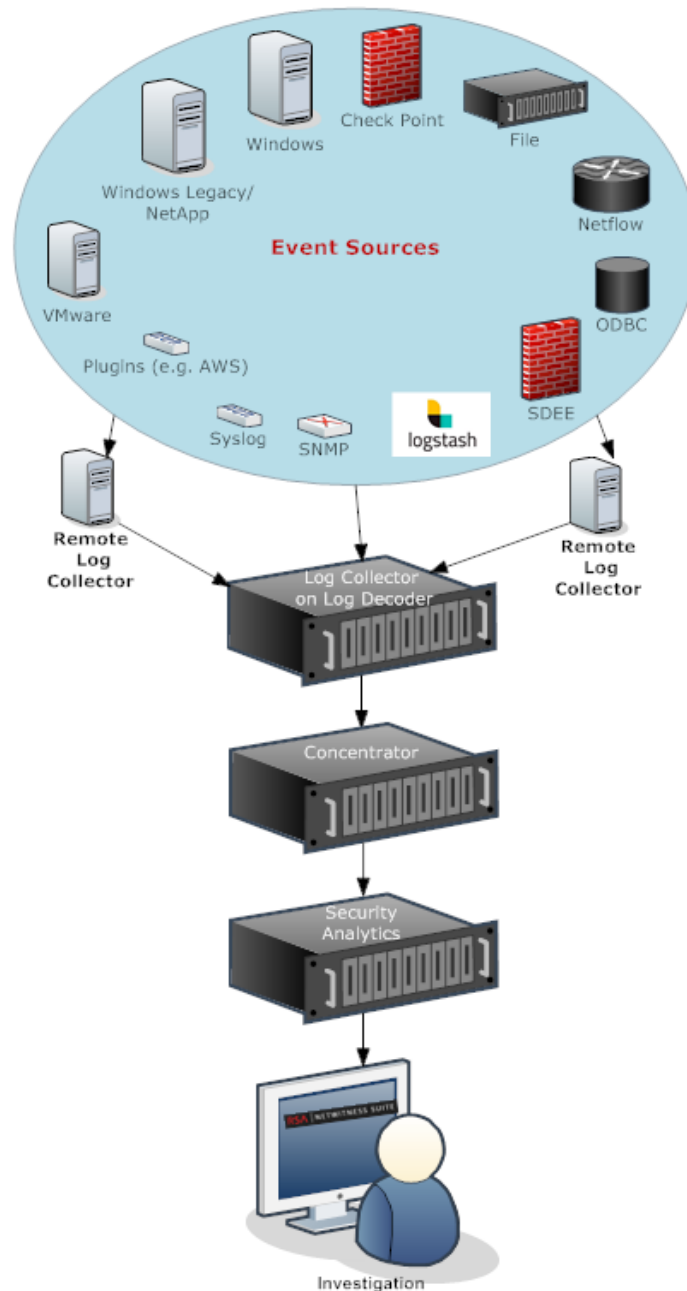 Windows
Check Point
File
Windows Legacy/
NetApp
Netflow
Event Sources
VMware
ODBC
Plugins (e.g. AWS)
SDEE
Syslog
SNMP
logstash
Remote
Log
Collector
Remote
Log
Collector
Log Collector
on Log Decoder
Concentrator
Security
Analytics
RSA NETWITNESS SUITE
Investigation